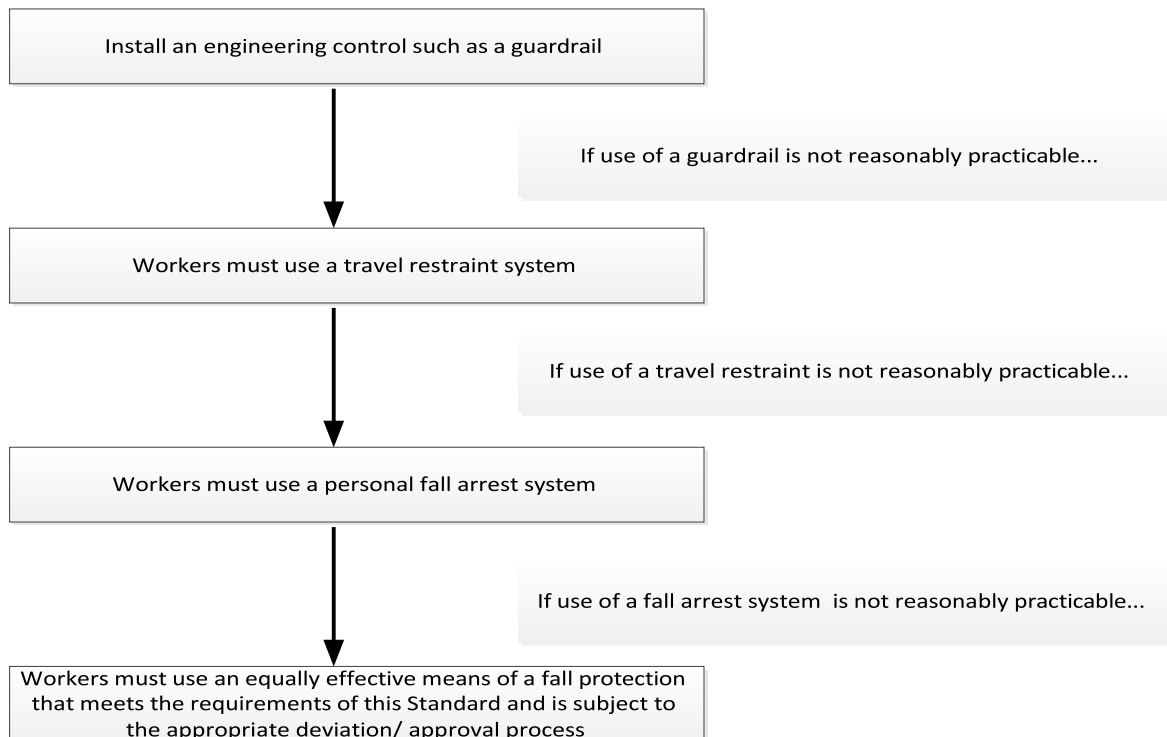 Install an engineering control such as a guardrail
If use of a guardrail is not reasonably practicable...
Workers must use a travel restraint system
If use of a travel restraint is not reasonably practicable...
Workers must use a personal fall arrest system
If use of a fall arrest system  is not reasonably practicable...
Workers must use an equally effective means of a fall protection
that meets the requirements of this Standard and is subject to
the appropriate deviation/ approval process